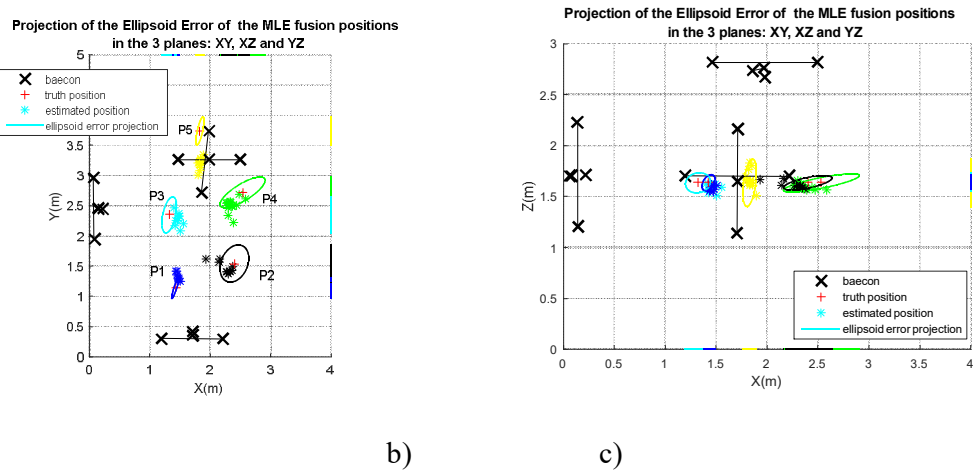 Projection of the Ellipsoid Error of  the MLE fusion positions
in the 3 planes: XY, XZ and YZ
5
baecon
truth position
estimated position
ellipsoid error projection
P5
3.5
3
P3
P4
2.5
2
P1
P2
1.5
1
0.5
0
0
1
2
3
4
Y(m)
X(m)
b)
Projection of the Ellipsoid Error of  the MLE fusion positions
in the 3 planes: XY, XZ and YZ
3
2.5
2
1.5
1
0.5
0
baecon
truth position
estimated position
ellipsoid error projection
0
0.5
1
1.5
2
2.5
3
3.5
4
Z(m)
X(m)
c)